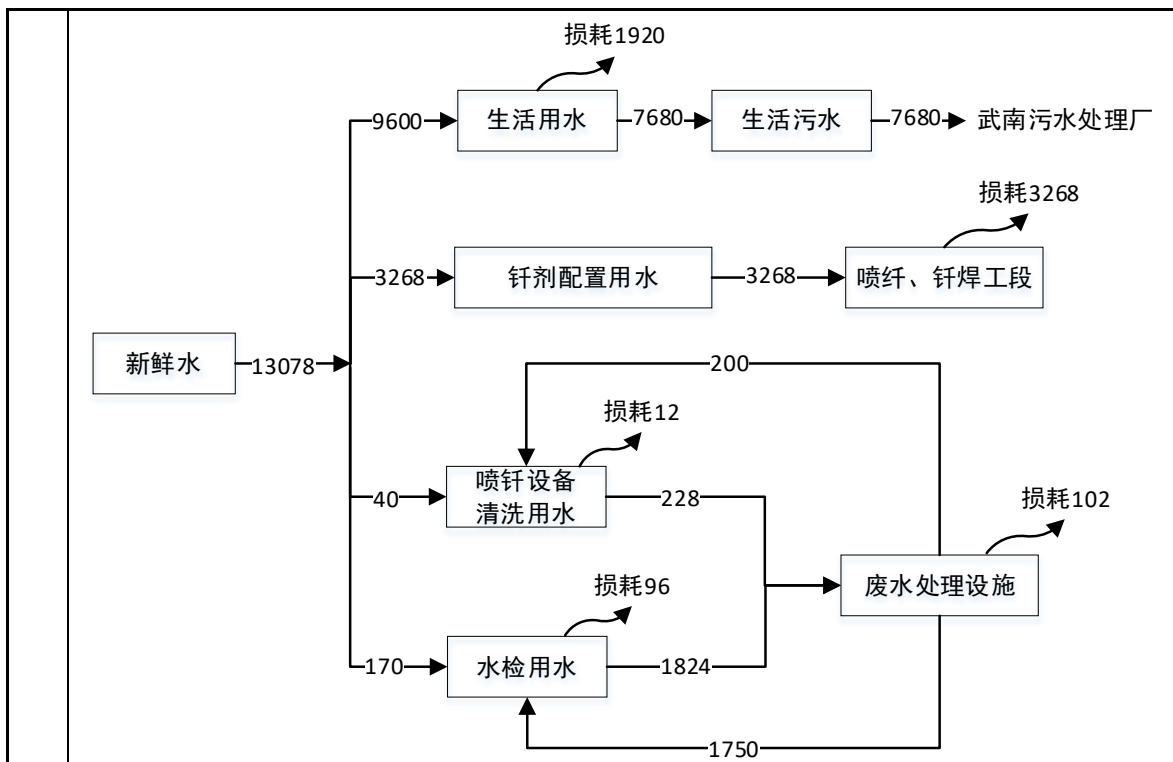 损耗1920
9600
生活用水
7680
生活污水
7680
武南污水处理厂
损耗3268
3268
钎剂配置用水
3268
喷纤、钎焊工段
新鲜水
13078
200
损耗12
40
喷钎设备
清洗用水
228
损耗102
废水处理设施
损耗96
170
水检用水
1824
1750